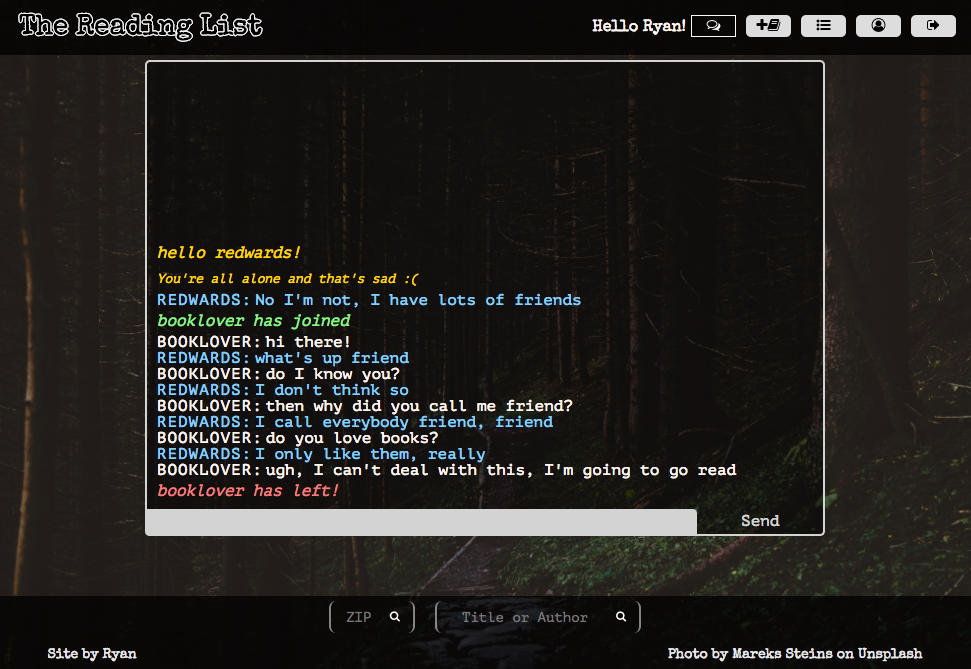 The Reading List
Hello Ryan!
hello redwards!
You're all alone and that's sad :(
REDWARDS: No I'm not, I have lots of friends
booklover has joined
BOOKLOVER: hi there!
REDWARDS: what's up friend
BOOKLOVER: do I know you?
REDWARDS: I don't think so
BOOKLOVER: then why did you call me friend?
REDWARDS: I call everybody friend, friend
BOOKLOVER: do you love books?
REDWARDS: I only like them, really
BOOKLOVER: ugh, I can't deal with this, I'm going to go read
booklover has left!
Send
ZIP Title or Author
Site by Ryan Photo by Mareks Steins on Unsplash